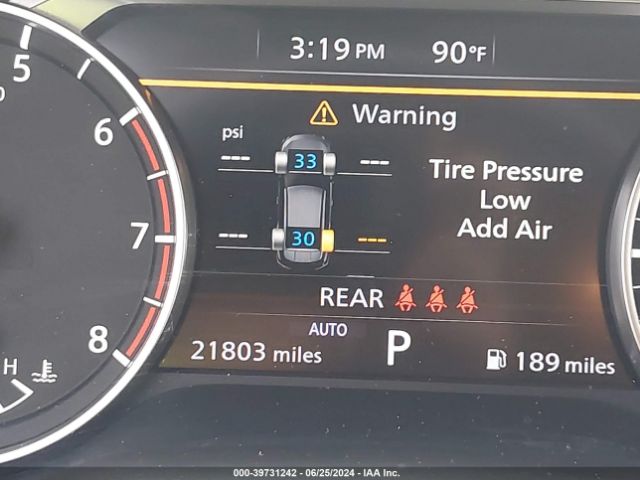 3:19 PM 90°F
5
6
7
8
H
Warning
psi
--- 33 ---
--- 30 ---
Tire Pressure
Low
Add Air
REAR
AUTO
21803 miles P 189 miles
000-39731242 - 06/25/2024 - IAA Inc.